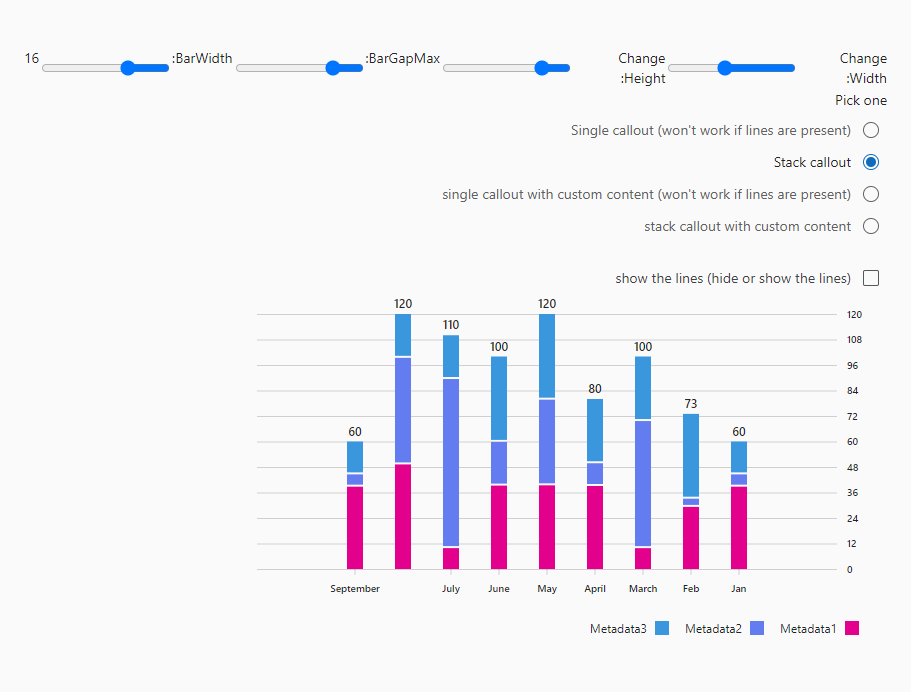 16
:BarWidth
:BarGapMax
Change
:Height
Change
:Width
Pick one
Single callout (won't work if lines are present)
Stack callout
single callout with custom content (won't work if lines are present)
stack callout with custom content
show the lines (hide or show the lines)
60
120
110
100
120
80
100
73
60
120
108
96
84
72
60
48
36
24
12
0
September
July
June
May
April
March
Feb
Jan
Metadata3
Metadata2
Metadata1